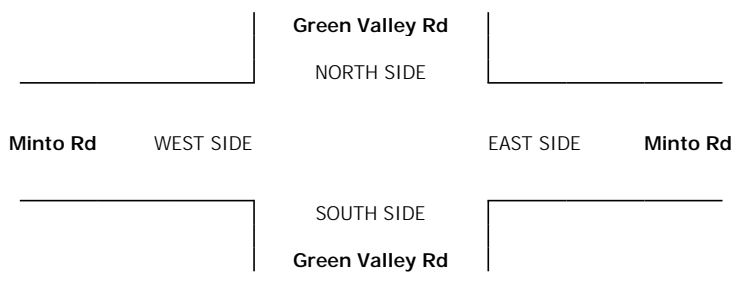 Green Valley Rd
NORTH SIDE
Minto Rd WEST SIDE EAST SIDE Minto Rd
SOUTH SIDE
Green Valley Rd